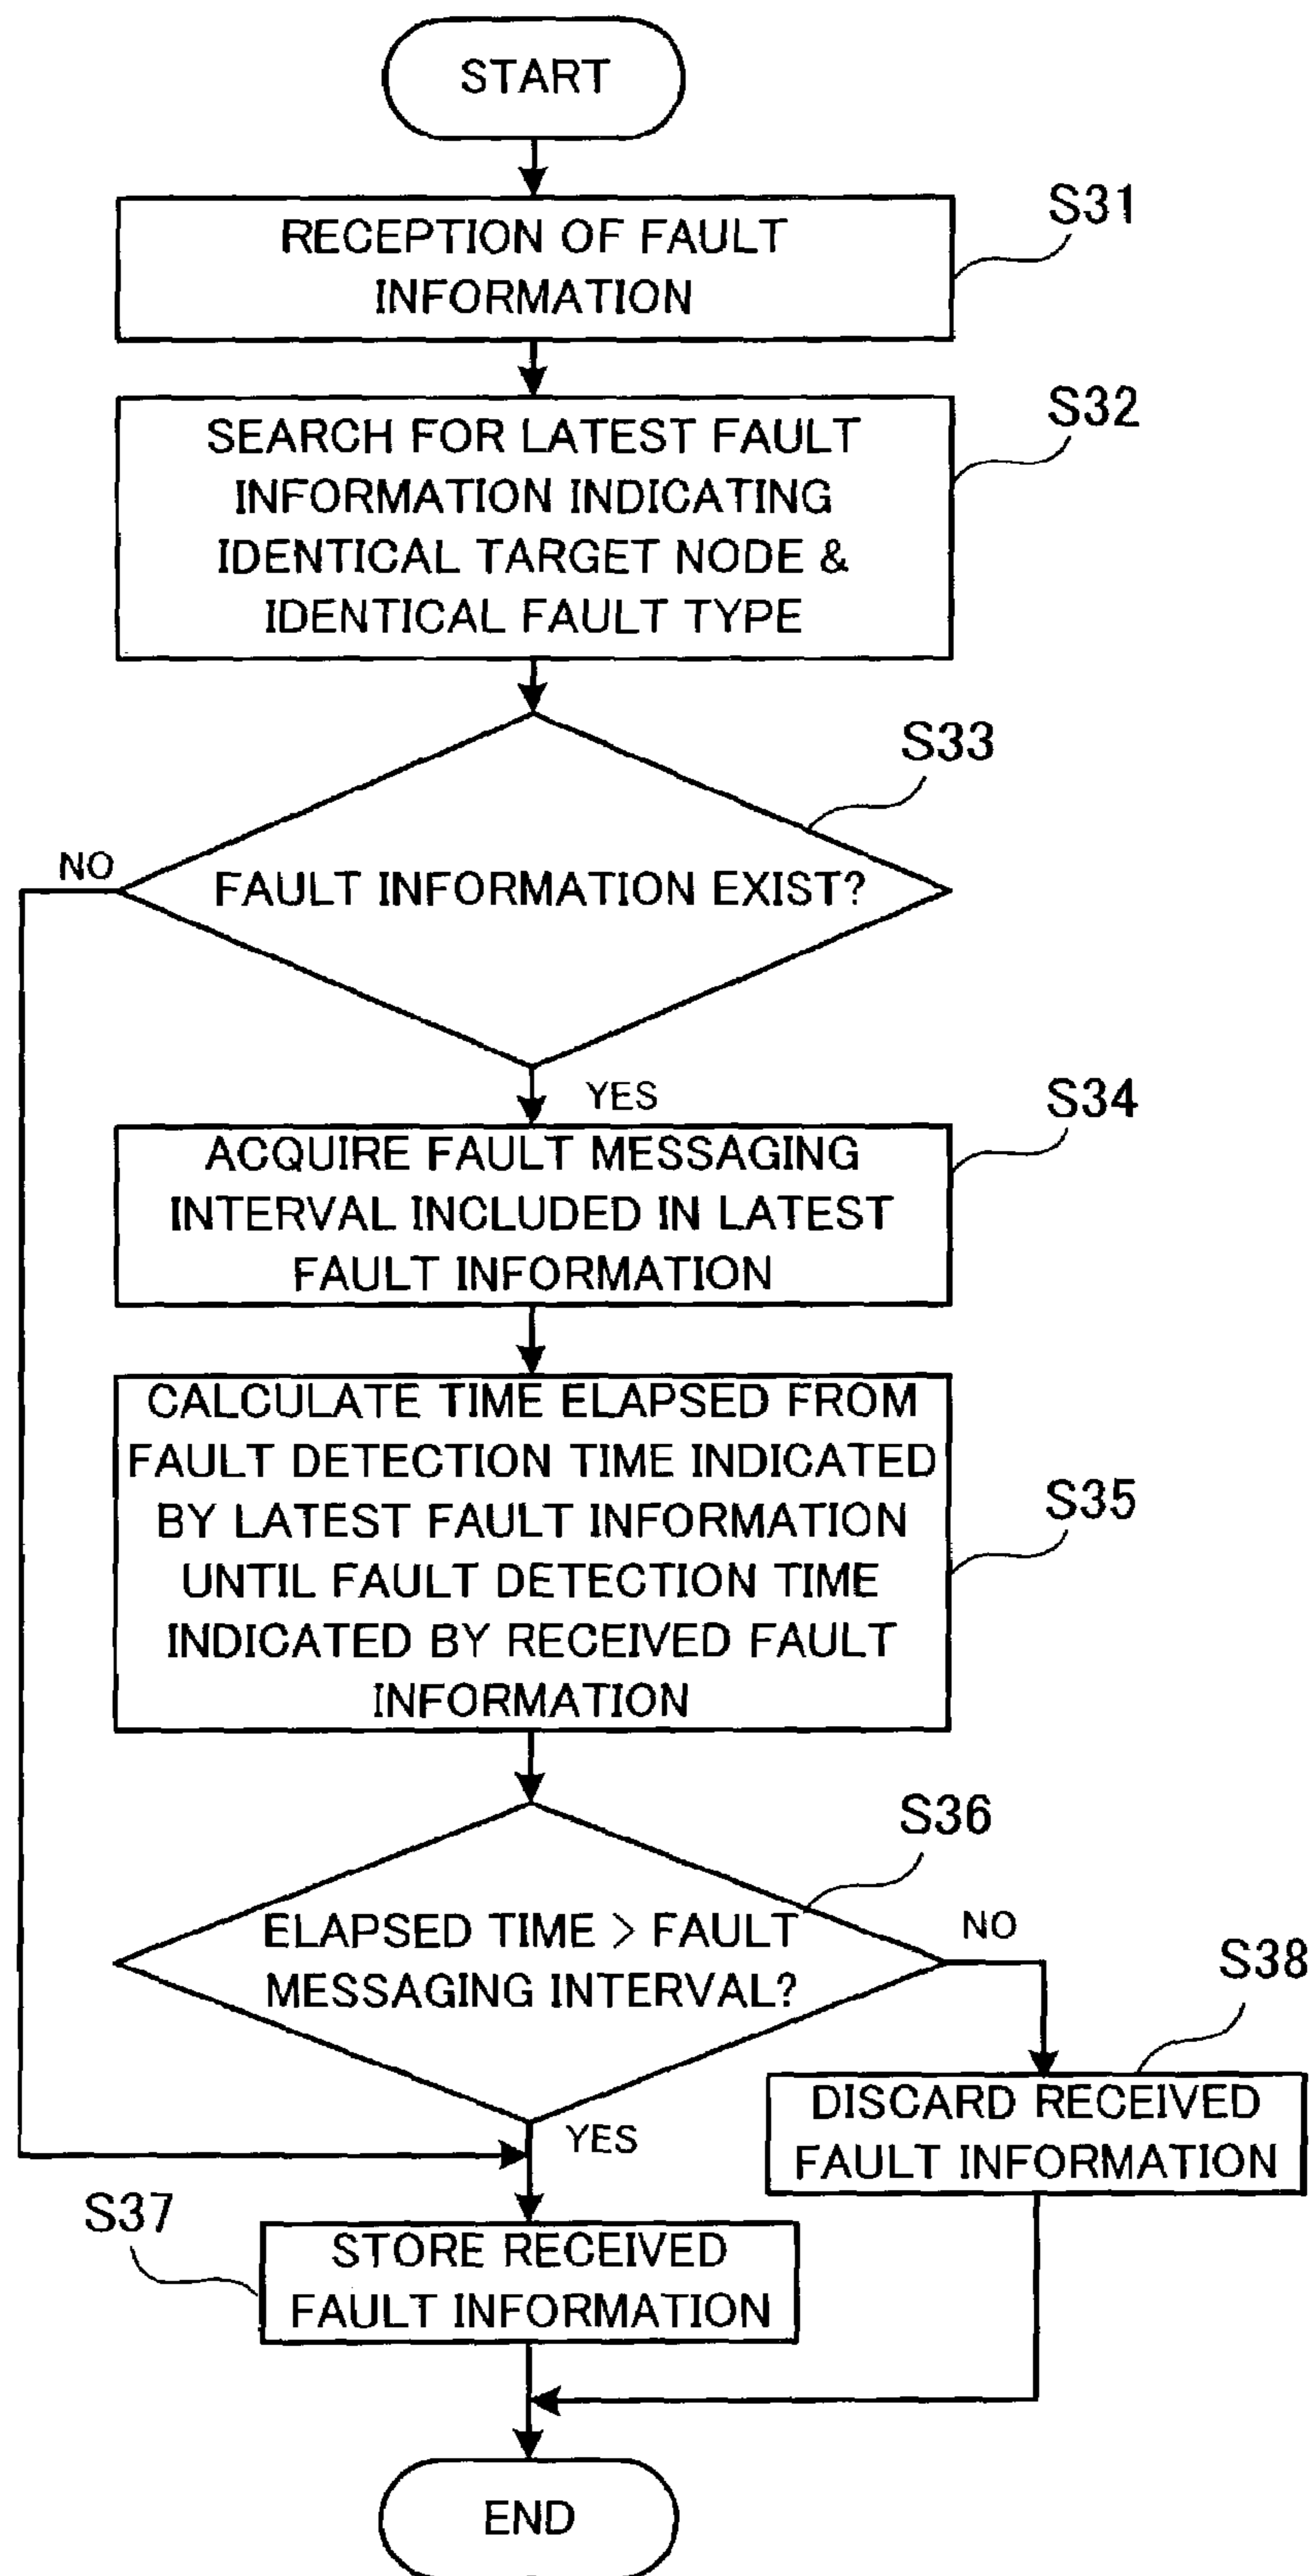 START
S31
RECEPTION OF FAULT
INFORMATION
S32
SEARCH FOR LATEST FAULT
INFORMATION INDICATING
IDENTICAL TARGET NODE &
IDENTICAL FAULT TYPE
S33
NO
FAULT INFORMATION EXIST?
YES
S34
ACQUIRE FAULT MESSAGING
INTERVAL INCLUDED IN LATEST
FAULT INFORMATION
CALCULATE TIME ELAPSED FROM
FAULT DETECTION TIME INDICATED
BY LATEST FAULT INFORMATION
UNTIL FAULT DETECTION TIME
INDICATED BY RECEIVED FAULT
INFORMATION
S35
S36
ELAPSED TIME > FAULT
MESSAGING INTERVAL?
NO
S38
DISCARD RECEIVED
FAULT INFORMATION
YES
S37
STORE RECEIVED
FAULT INFORMATION
END